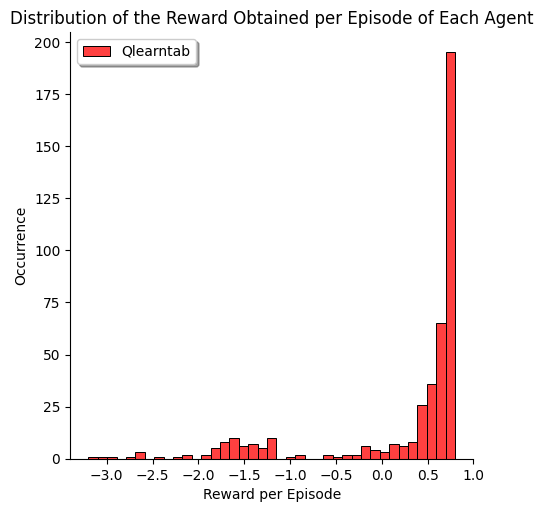 Distribution of the Reward Obtained per Episode of Each Agent
Qlearntab
200
175
150
125
100
75
50
25
0
Occurrence
−3.0 −2.5 −2.0 −1.5 −1.0 −0.5 0.0 0.5 1.0
Reward per Episode